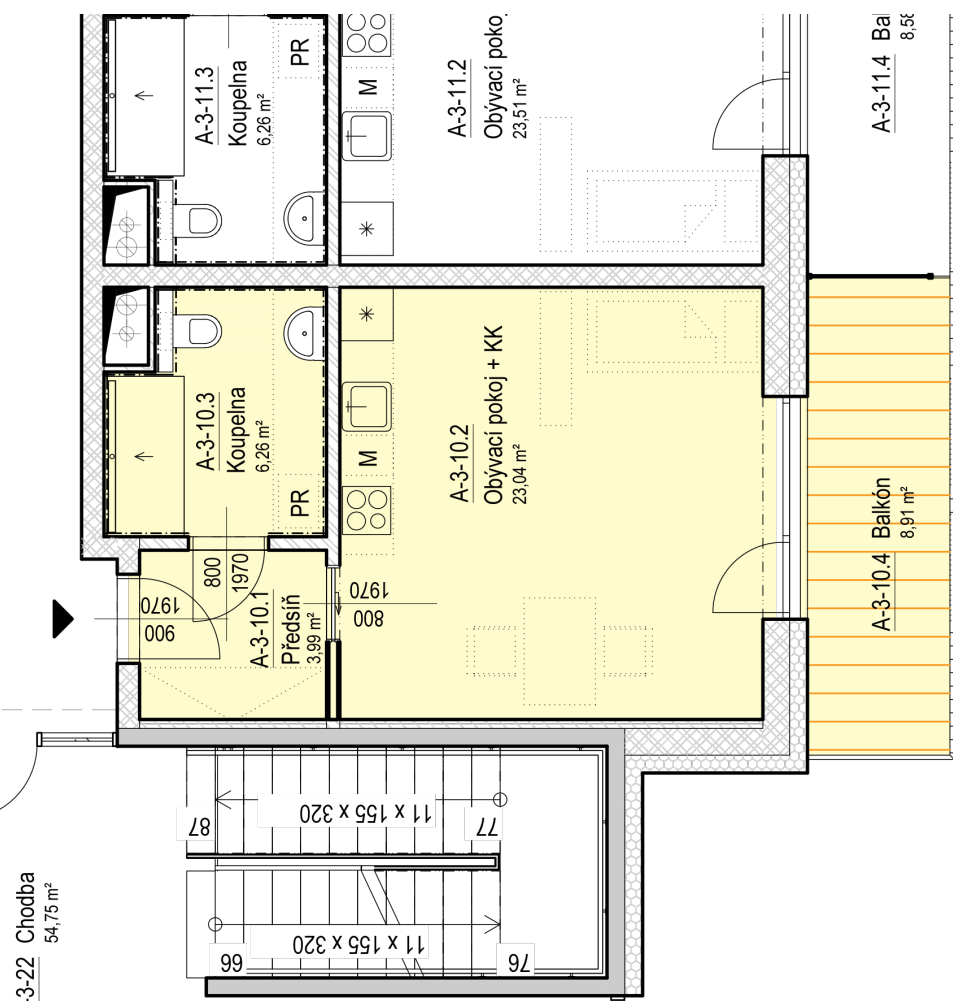 A-3-11.3
Koupelna
6,26 m²
PR
M
A-3-11.2
Obývací poko
23,51 m²
A-3-11.4 Ba
8,58
A-3-10.3
Koupelna
6,26 m²
PR
M
A-3-10.2
Obývací pokoj + KK
23,04 m²
A-3-10.4 Balkón
8,91 m²
A-3-10.1
Předsíň
3,99 m²
800
1970
900
1970
800
1970
87
11 x 155 x 320
77
66
11 x 155 x 320
76
-3-22 Chodba
54,75 m²